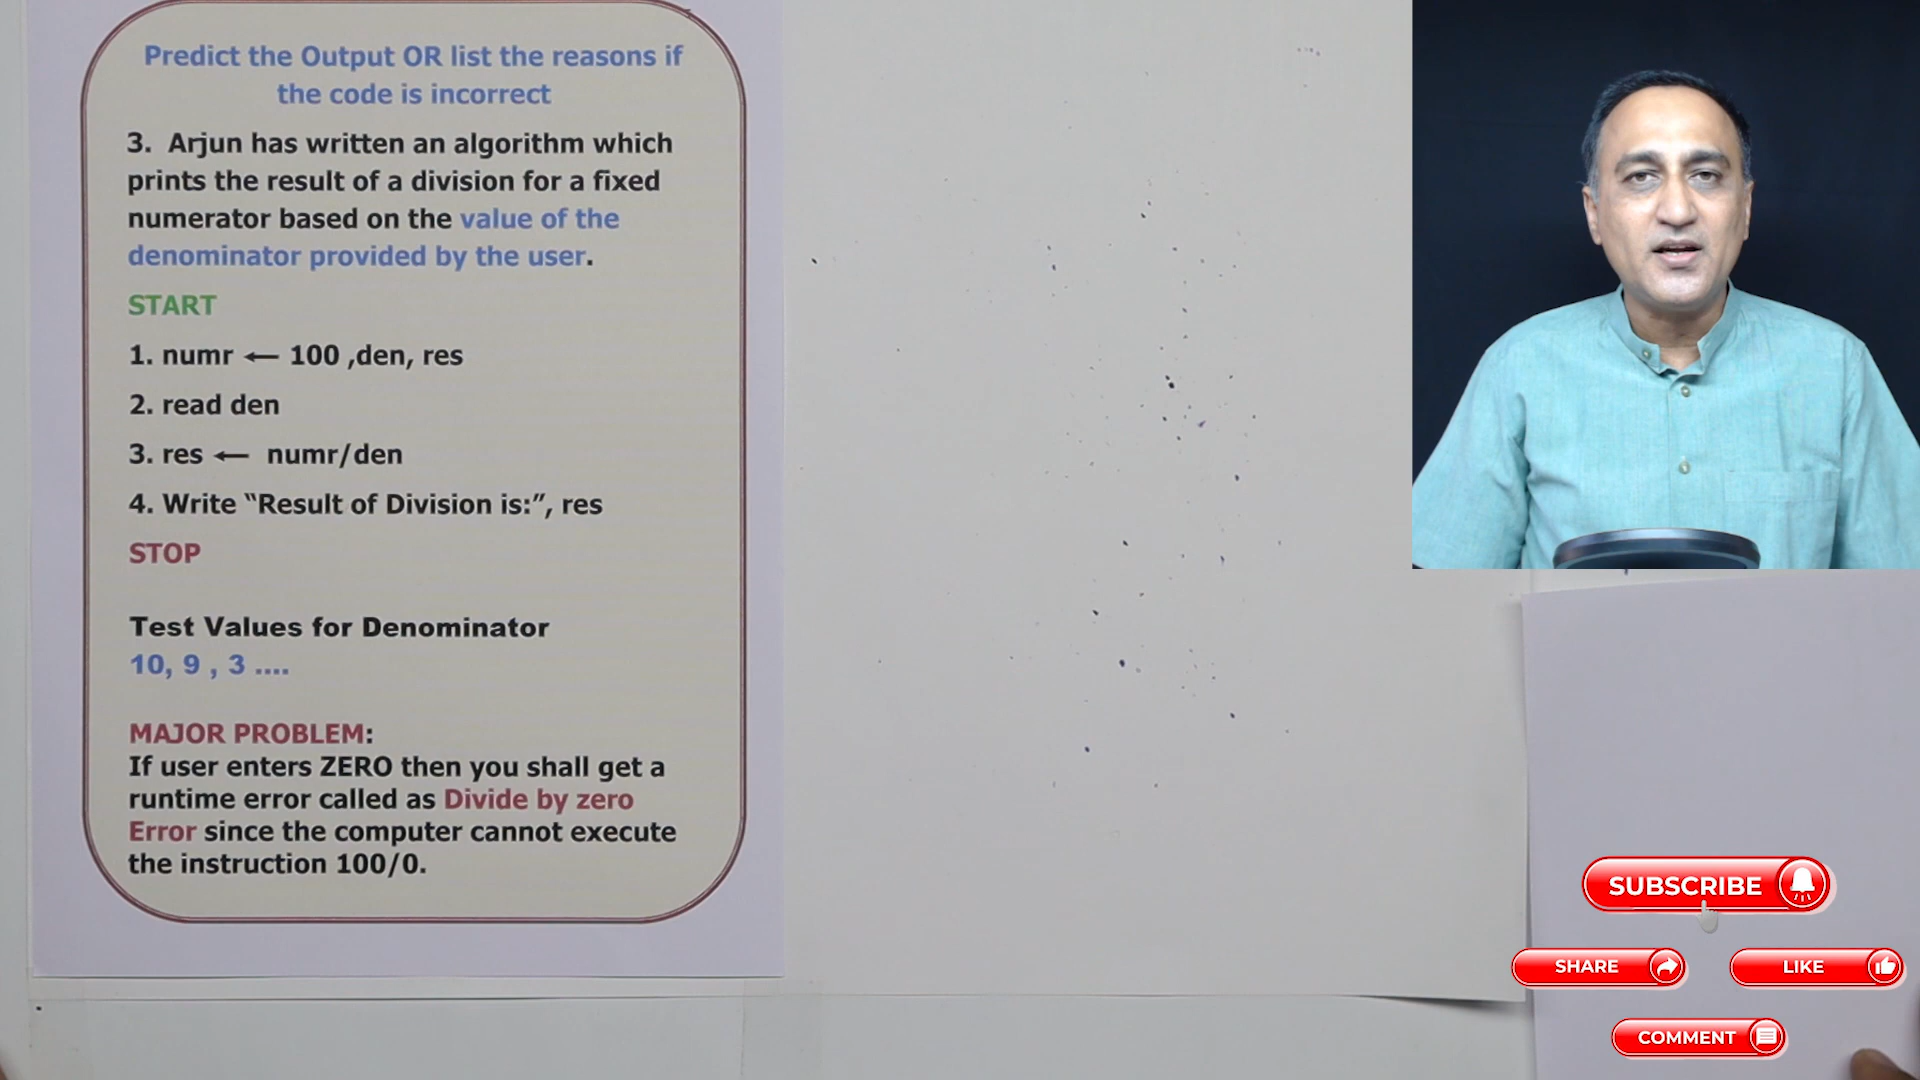 Predict the Output OR list the reasons if
the code is incorrect
3. Arjun has written an algorithm which
prints the result of a division for a fixed
numerator based on the value of the
denominator provided by the user.
START
1. numr ← 100 ,den, res
2. read den
3. res ← numr/den
4. Write “Result of Division is:”, res
STOP
Test Values for Denominator
10, 9 , 3 ....
MAJOR PROBLEM:
If user enters ZERO then you shall get a
runtime error called as Divide by zero
Error since the computer cannot execute
the instruction 100/0.
SUBSCRIBE
SHARE
LIKE
COMMENT